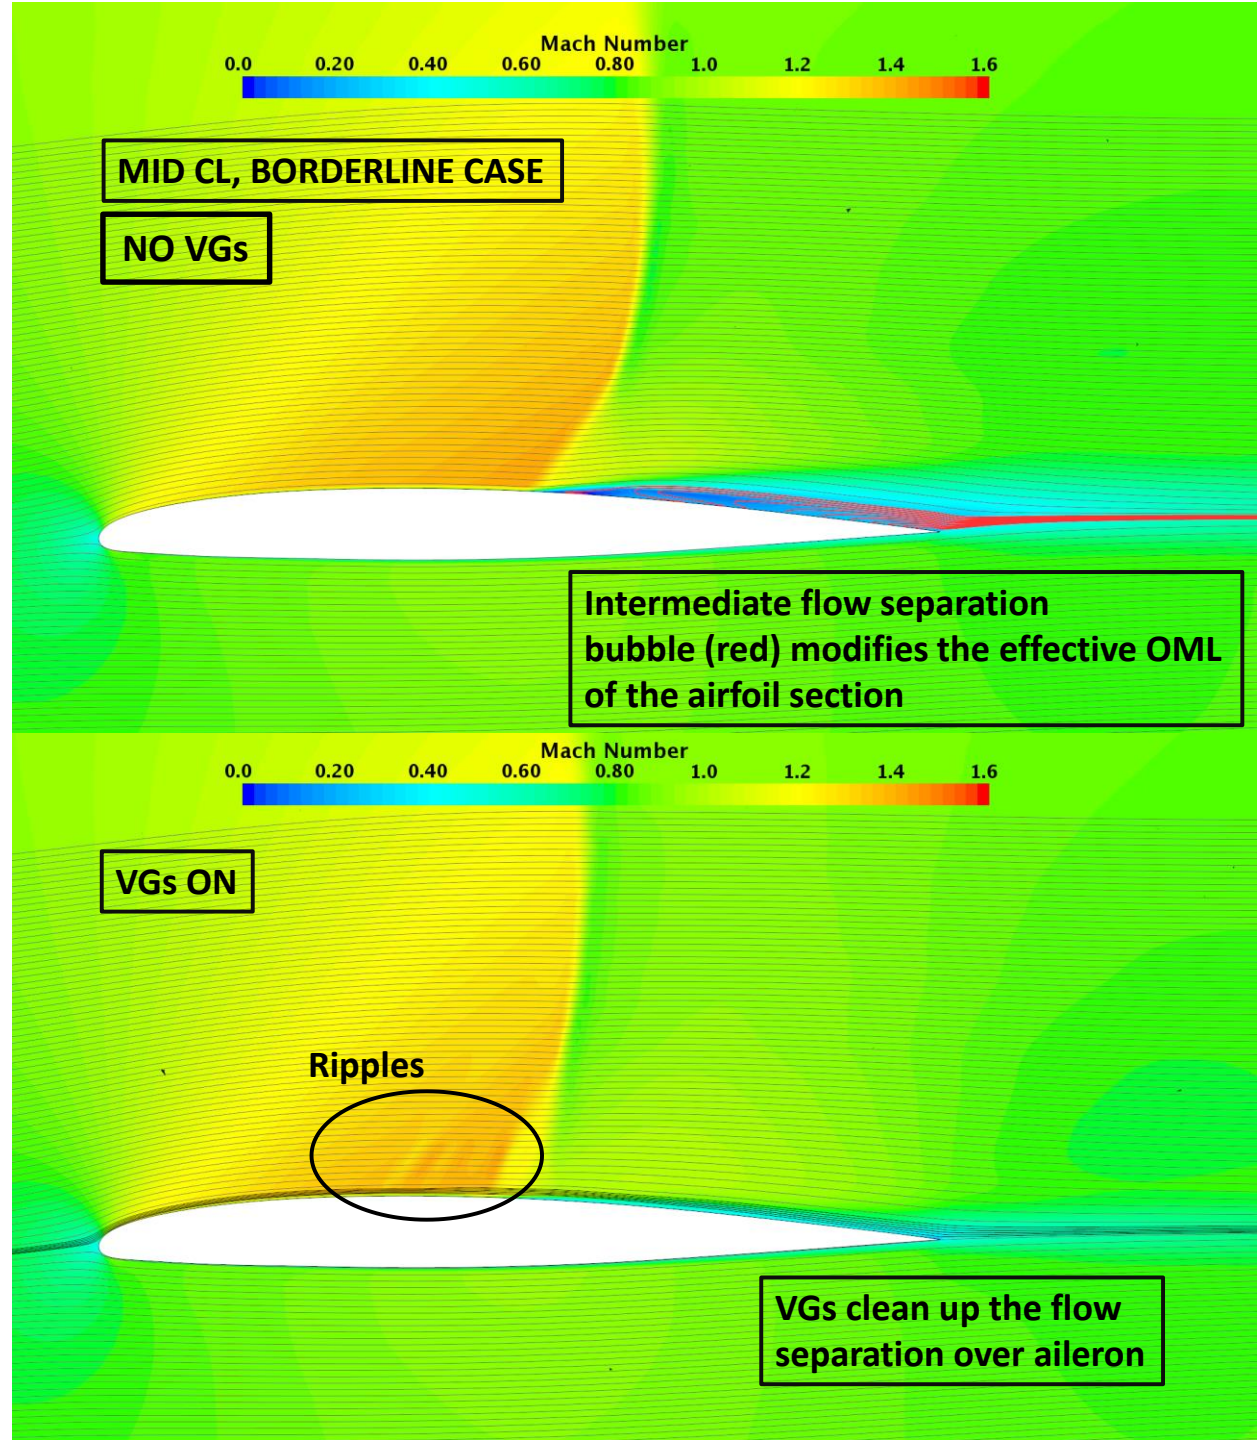 Mach Number
0.0 0.20 0.40 0.60 0.80 1.0 1.2 1.4 1.6
MID CL, BORDERLINE CASE
NO VGs
Intermediate flow separation
bubble (red) modifies the effective OML
of the airfoil section
Mach Number
0.0 0.20 0.40 0.60 0.80 1.0 1.2 1.4 1.6
VGs ON
Ripples
VGs clean up the flow
separation over aileron